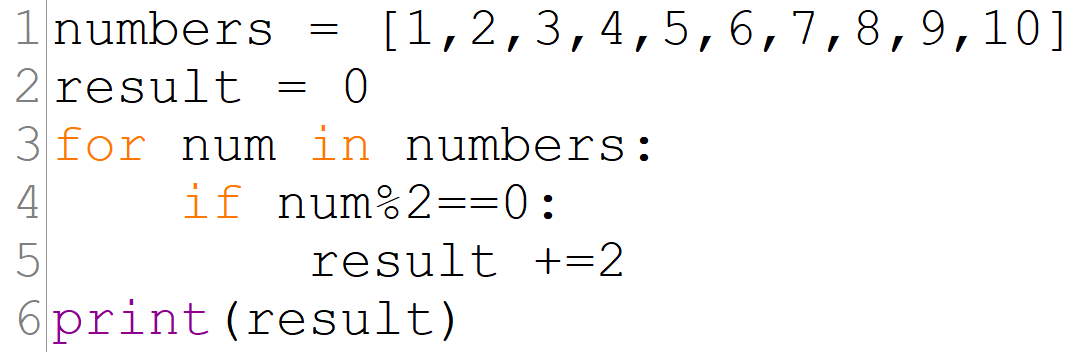 1 numbers = [1,2,3,4,5,6,7,8,9,10]
2 result = 0
3 for num in numbers:
4     if num%2==0:
5         result +=2
6 print(result)